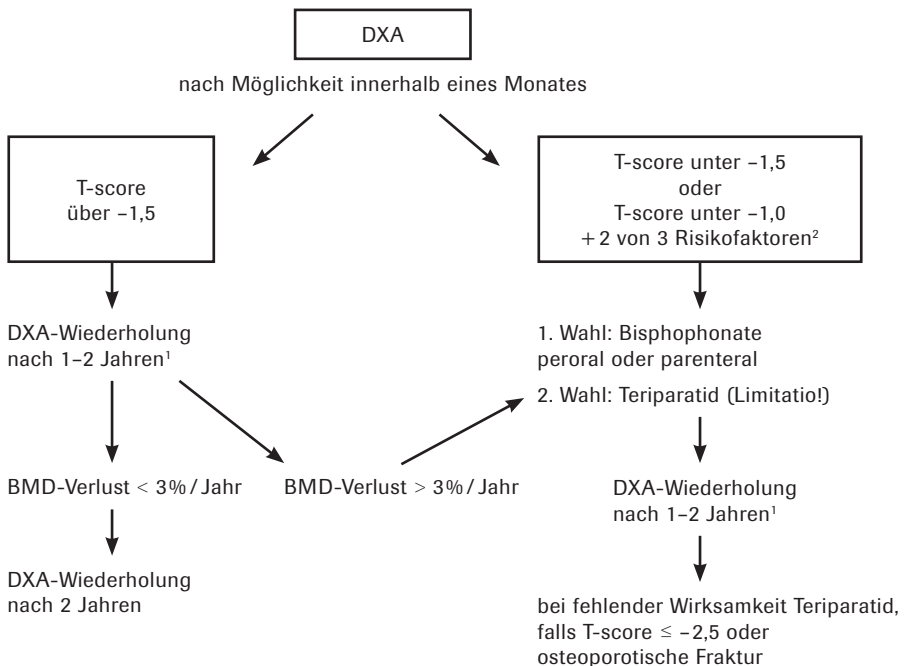 DXA
nach Möglichkeit innerhalb eines Monates
T-score
über –1,5
T-score unter –1,5
oder
T-score unter –1,0
+2 von 3 Risikofaktoren²
DXA-Wiederholung
nach 1–2 Jahren¹
1. Wahl: Bisphophonate
peroral oder parenteral
2. Wahl: Teriparatid (Limitatio!)
BMD-Verlust < 3%/Jahr
BMD-Verlust > 3%/Jahr
DXA-Wiederholung
nach 1–2 Jahren¹
DXA-Wiederholung
nach 2 Jahren
bei fehlender Wirksamkeit Teriparatid,
falls T-score ≤ –2,5 oder
osteoporotische Fraktur